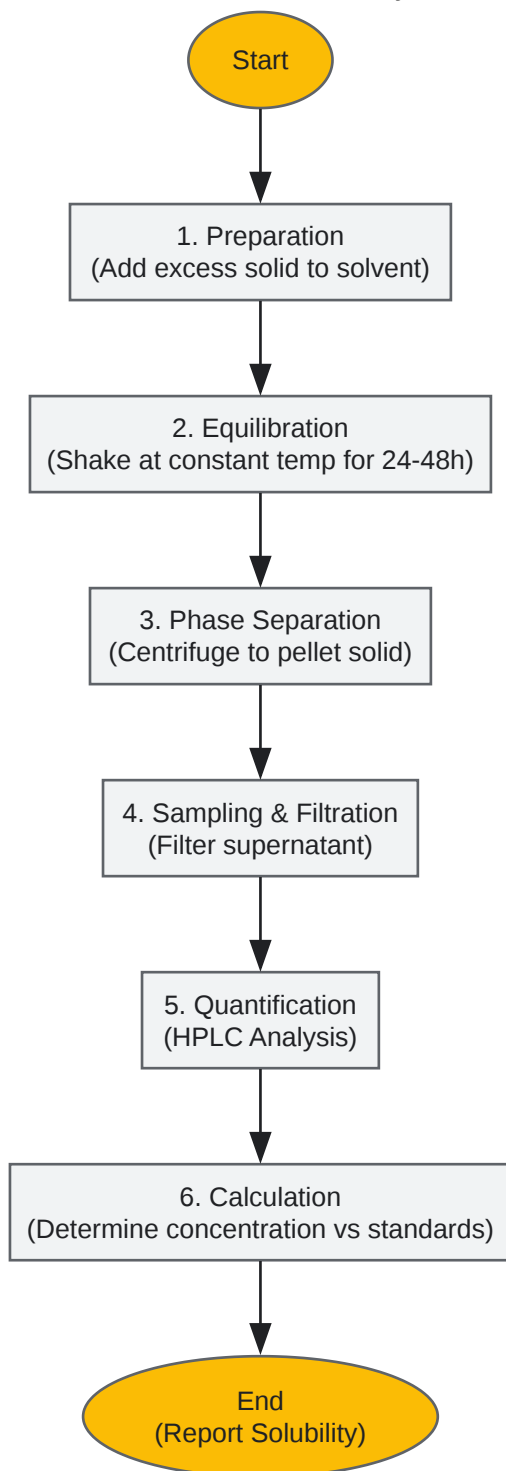 Start
1. Preparation
(Add excess solid to solvent)
2. Equilibration
(Shake at constant temp for 24-48h)
3. Phase Separation
(Centrifuge to pellet solid)
4. Sampling & Filtration
(Filter supernatant)
5. Quantification
(HPLC Analysis)
6. Calculation
(Determine concentration vs standards)
End
(Report Solubility)